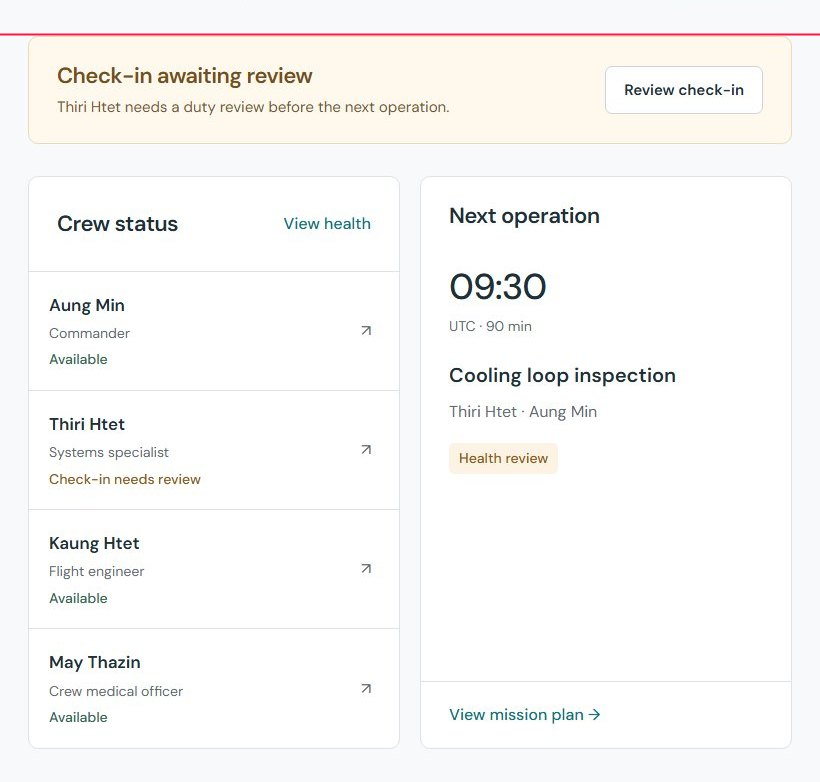 Check-in awaiting review
Thiri Htet needs a duty review before the next operation.
Review check-in
Crew status
View health
Aung Min
Commander
Available
Thiri Htet
Systems specialist
Check-in needs review
Kaung Htet
Flight engineer
Available
May Thazin
Crew medical officer
Available
Next operation
09:30
UTC · 90 min
Cooling loop inspection
Thiri Htet · Aung Min
Health review
View mission plan →